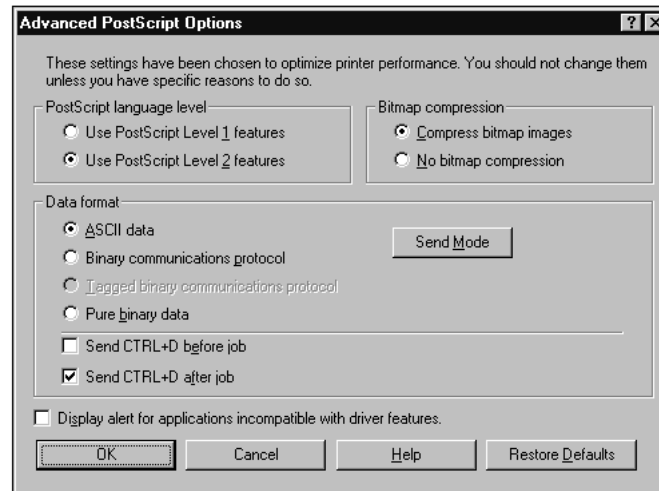 Advanced PostScript Options
These settings have been chosen to optimize printer performance. You should not change them
unless you have specific reasons to do so.
PostScript language level
Use PostScript Level 1 features
Use PostScript Level 2 features
Bitmap compression
Compress bitmap images
No bitmap compression
Data format
ASCII data
Binary communications protocol
Tagged binary communications protocol
Pure binary data
Send Mode
Send CTRL+D before job
Send CTRL+D after job
Display alert for applications incompatible with driver features.
OK
Cancel
Help
Restore Defaults